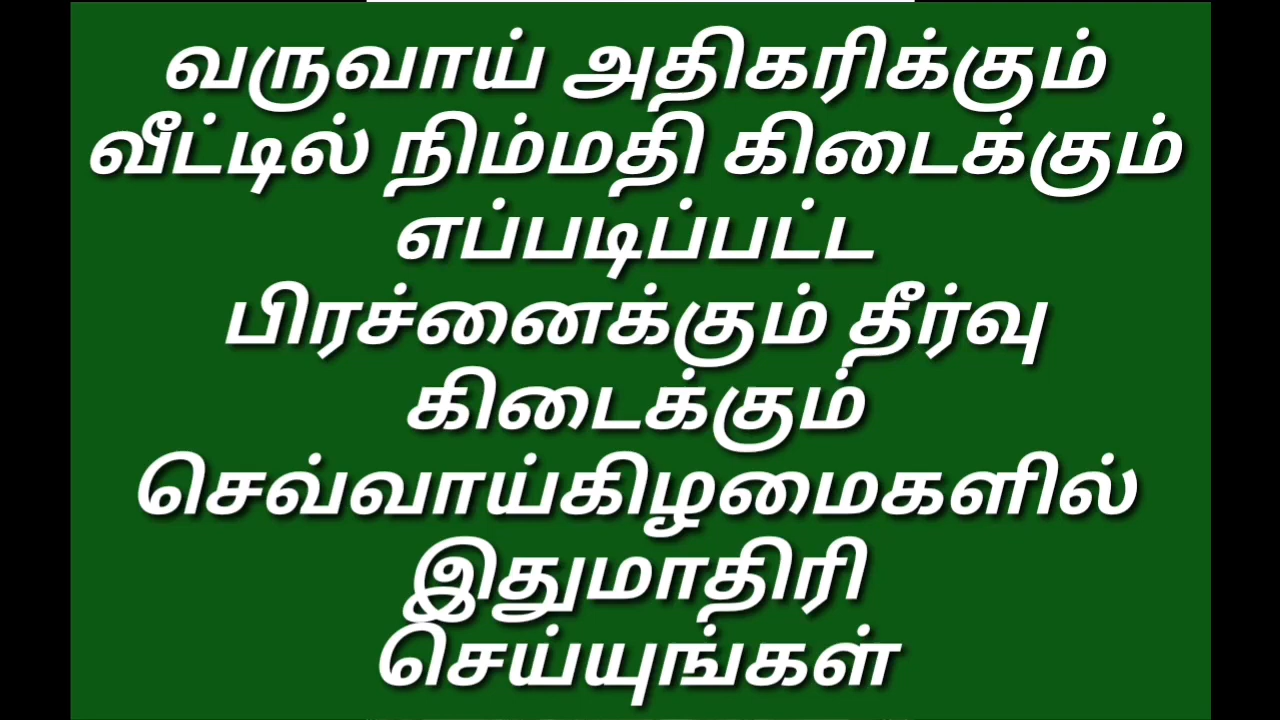 வருவாய் அதிகரிக்கும்
வீட்டில் நிம்மதி கிடைக்கும்
எப்படிப்பட்ட
பிரச்னைக்கும் தீர்வு
கிடைக்கும்
செவ்வாய்கிழமைகளில்
இதுமாதிரி
செய்யுங்கள்